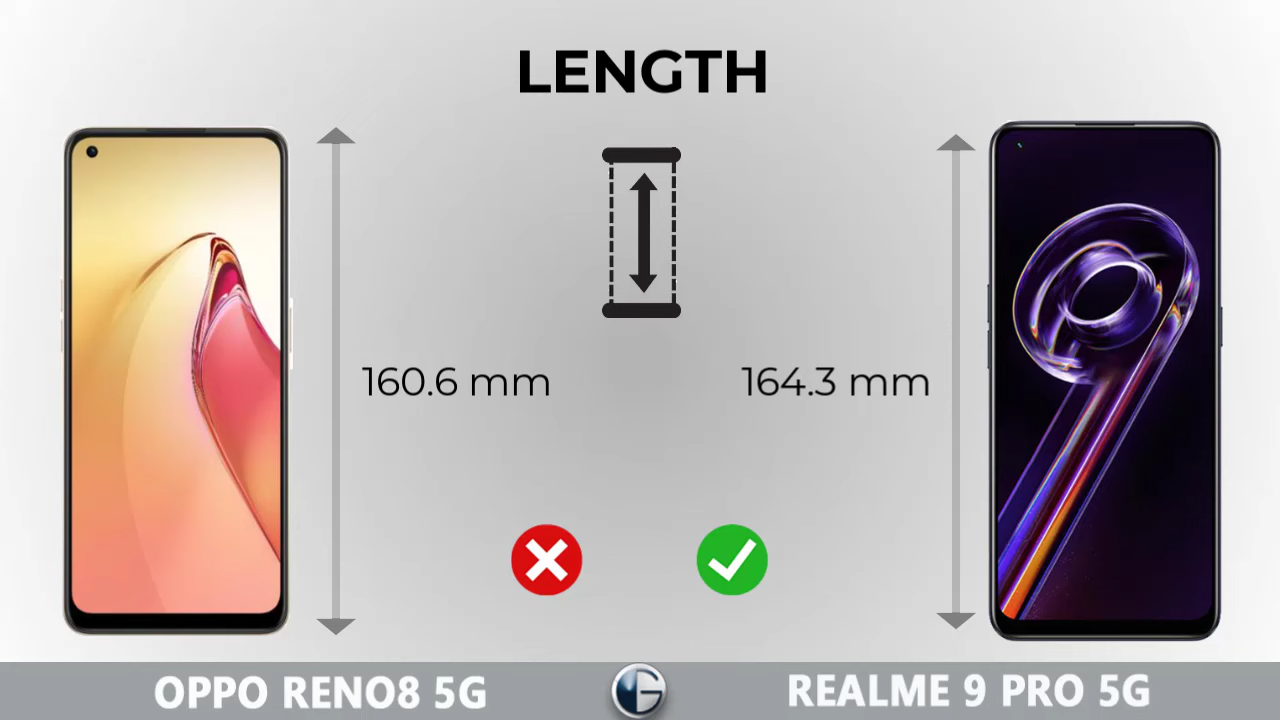 LENGTH
160.6 mm
164.3 mm
OPPO RENO8 5G
REALME 9 PRO 5G